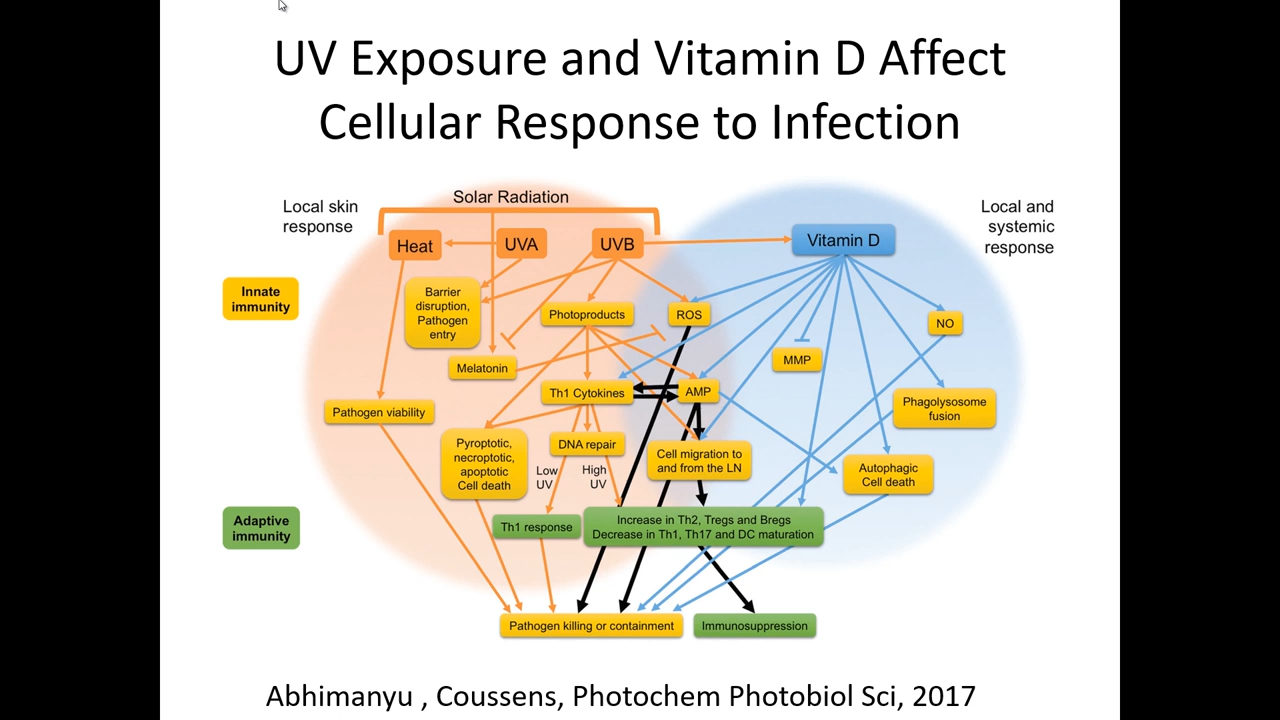 UV Exposure and Vitamin D Affect
Cellular Response to Infection
Solar Radiation
Local skin
response
Local and
systemic
response
Heat
UVA
UVB
Vitamin D
Innate
immunity
Barrier
disruption,
Pathogen
entry
Photoproducts
ROS
NO
MMP
Melatonin
Th1 Cytokines
AMP
Phagolysosome
fusion
Pathogen viability
Pyroptotic,
necroptotic,
apoptotic
Cell death
DNA repair
Low
UV
High
UV
Cell migration to
and from the LN
Autophagic
Cell death
Adaptive
immunity
Th1 response
Increase in Th2, Tregs and Bregs
Decrease in Th1, Th17 and DC maturation
Pathogen killing or containment
Immunosuppression
Abhimanyu , Coussens, Photochem Photobiol Sci, 2017